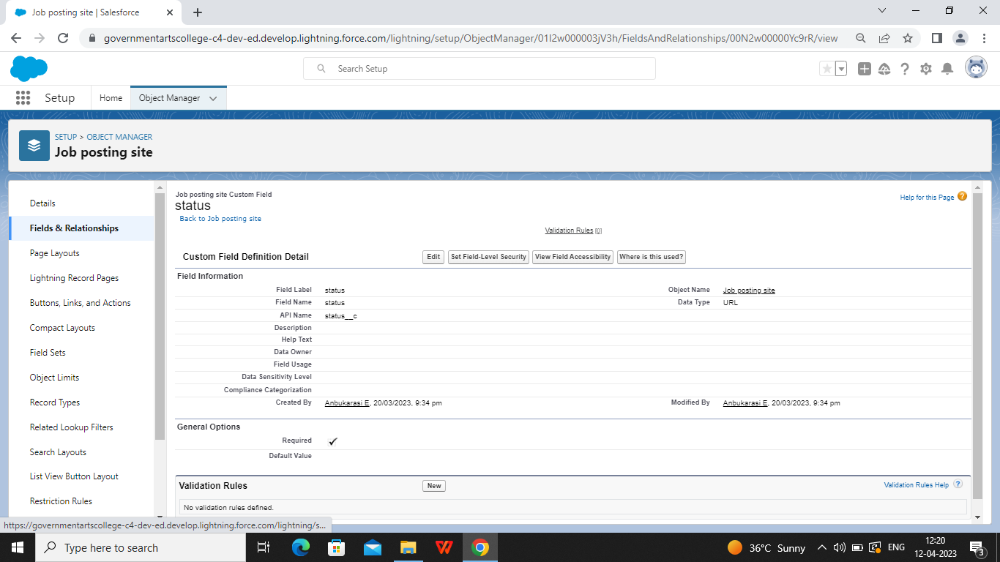 Job posting site | Salesforce
governmentartscollege-c4-dev-ed.develop.lightning.force.com/lightning/setup/ObjectManager/01I2w000003jV3h/FieldsAndRelationships/00N2w00000Yc9rR/view
Search Setup
Setup
Home
Object Manager
SETUP > OBJECT MANAGER
Job posting site
Details
Fields & Relationships
Page Layouts
Lightning Record Pages
Buttons, Links, and Actions
Compact Layouts
Field Sets
Object Limits
Record Types
Related Lookup Filters
Search Layouts
List View Button Layout
Restriction Rules
Job posting site Custom Field
status
Back to Job posting site
Help for this Page
Validation Rules [0]
Custom Field Definition Detail
Edit
Set Field-Level Security
View Field Accessibility
Where is this used?
Field Information
Field Label status
Object Name Job posting site
Field Name status
Data Type URL
API Name status__c
Description
Help Text
Data Owner
Field Usage
Data Sensitivity Level
Compliance Categorization
Created By Anbukarasi E, 20/03/2023, 9:34 pm
Modified By Anbukarasi E, 20/03/2023, 9:34 pm
General Options
Required
Default Value
Validation Rules
New
Validation Rules Help
No validation rules defined.
https://governmentartscollege-c4-dev-ed.develop.lightning.force.com/lightning/s...
Type here to search
36°C Sunny
ENG
12:20
12-04-2023
3